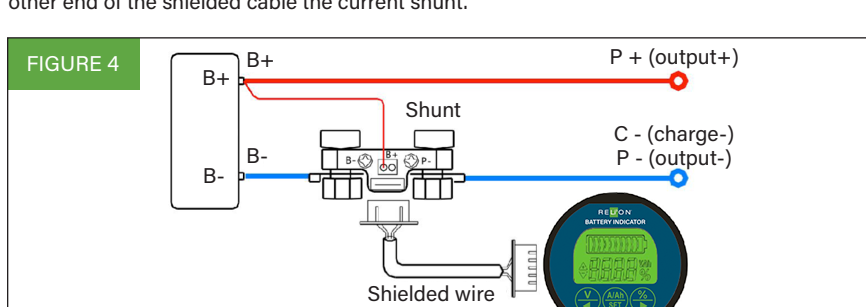 other end of the shielded cable the current shunt.
FIGURE 4
B+
P + (output+)
B+
Shunt
C - (charge-)
P - (output-)
B-
B-
B-
B+
P-
RELiON
BATTERY INDICATOR
%
V
A/Ah
SET
%
Shielded wire